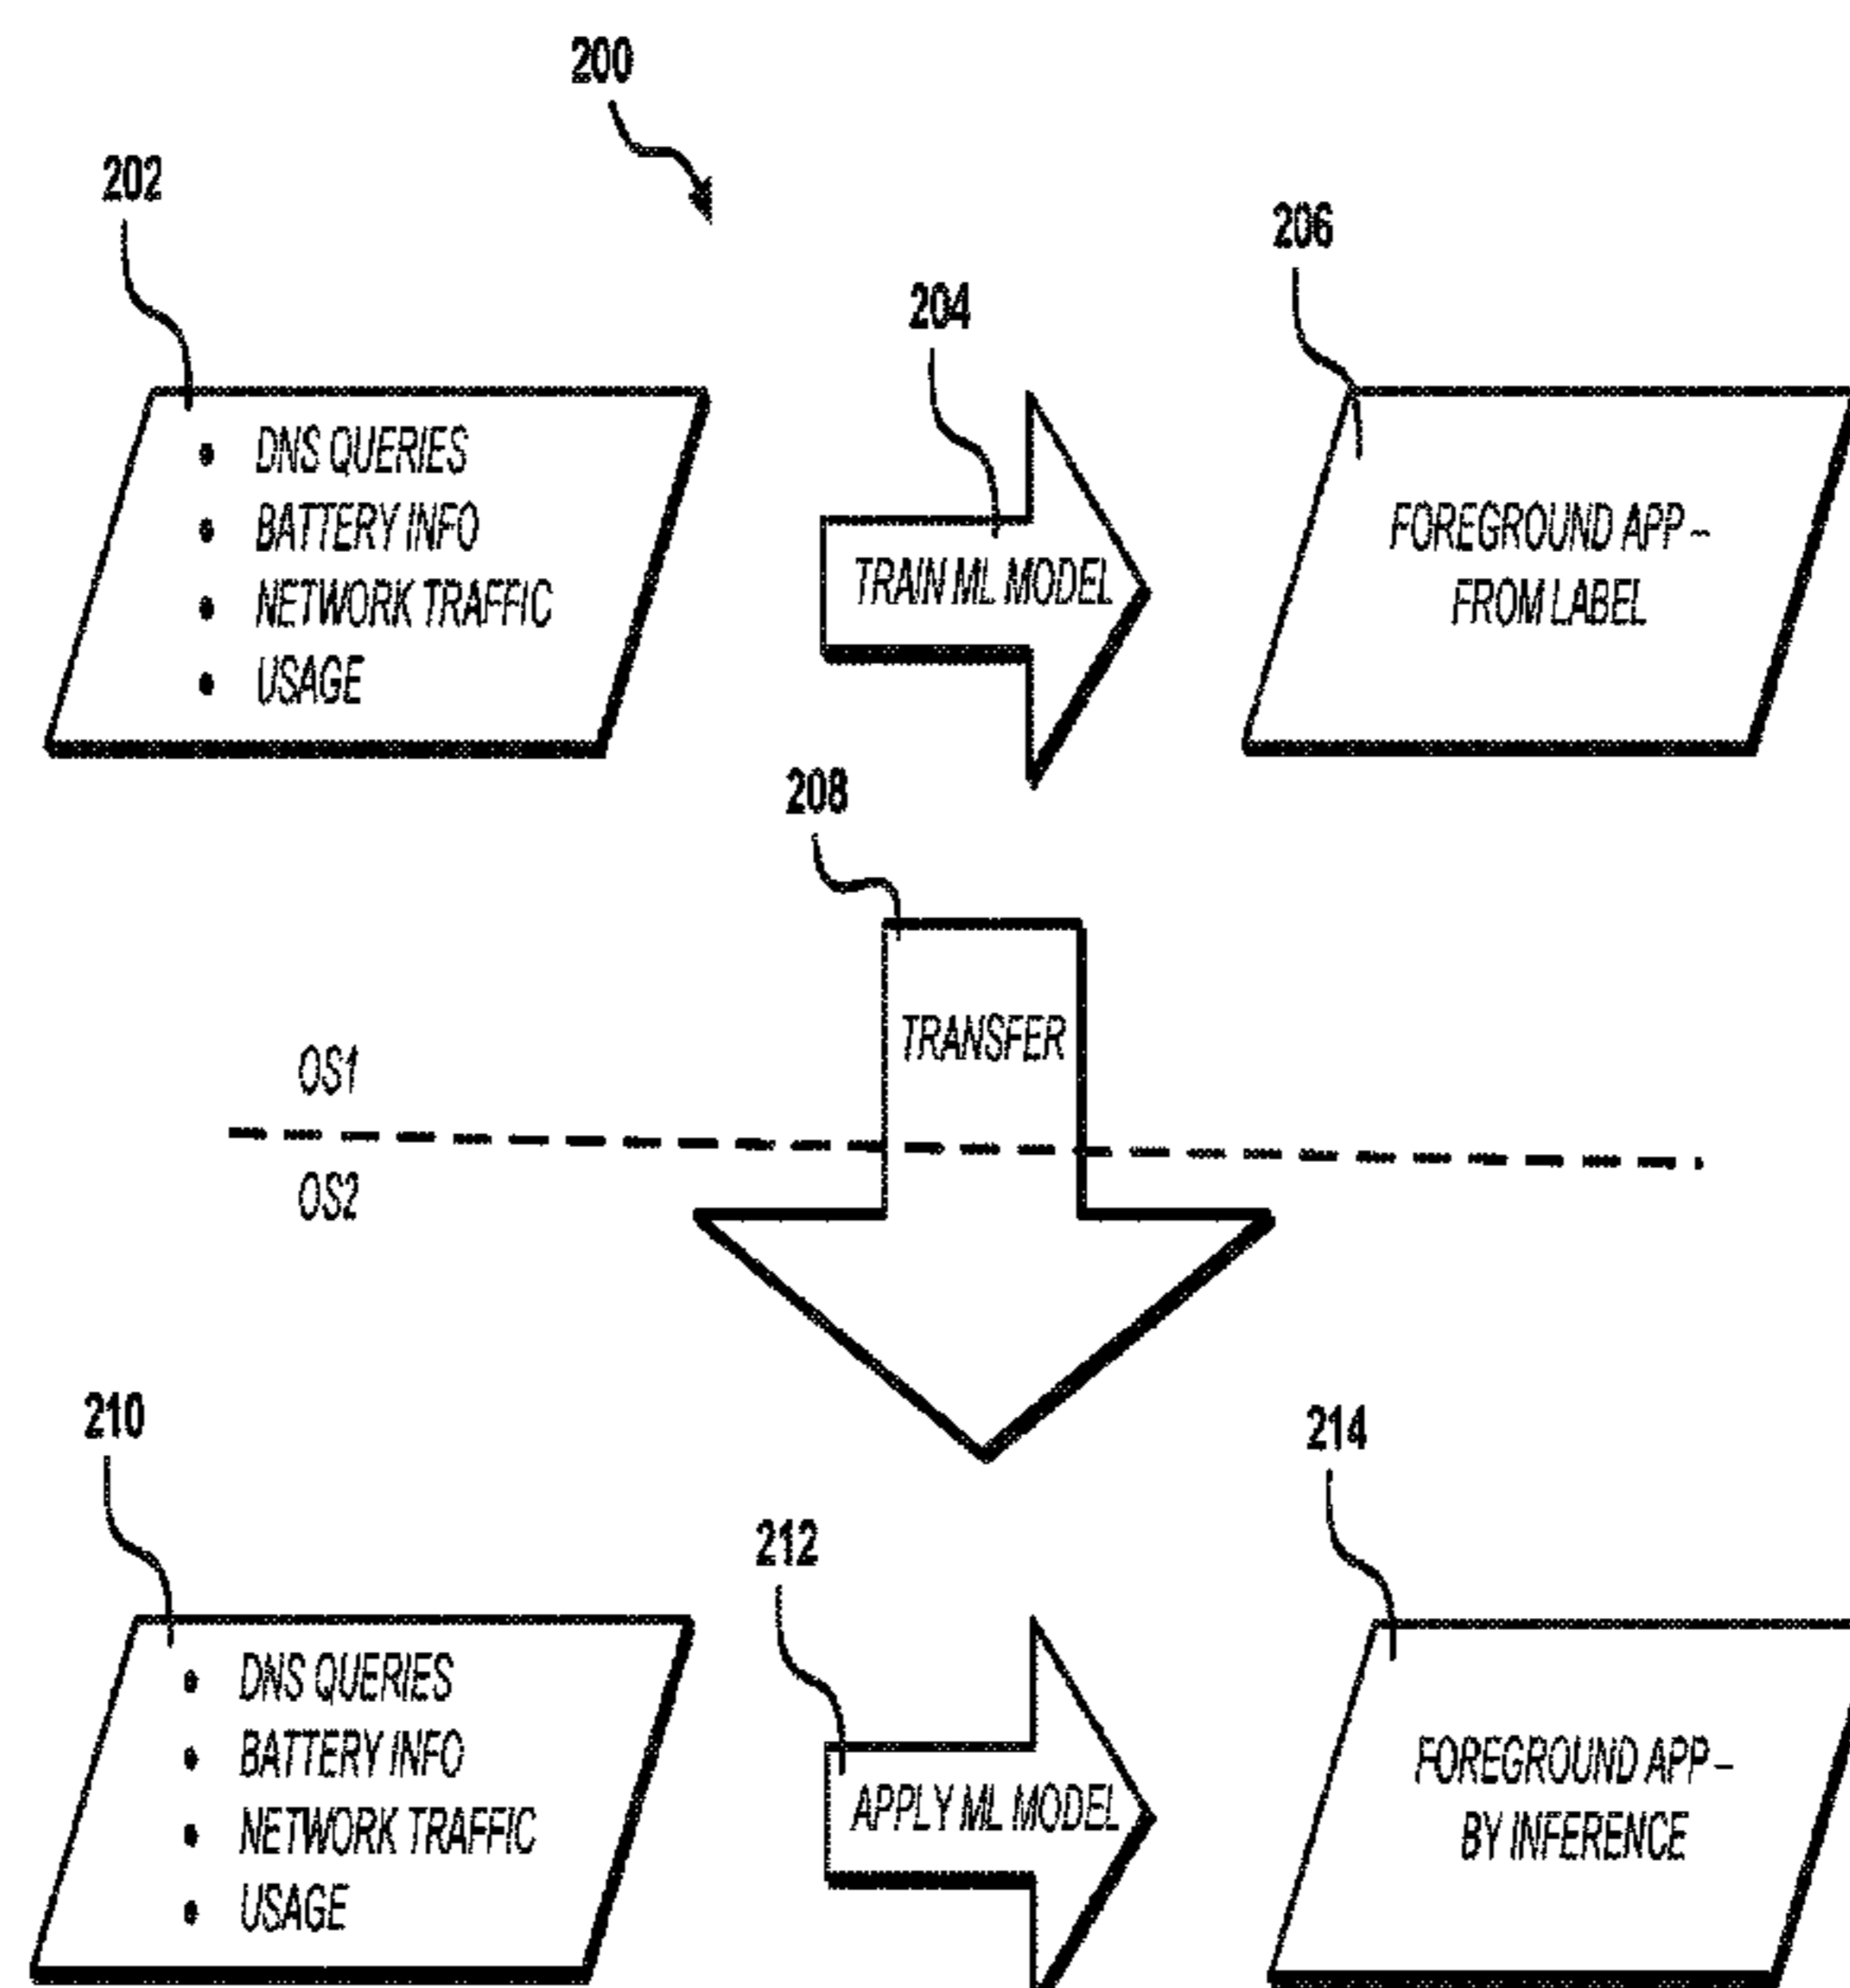 200
202
204
206
• DNS QUERIES
• BATTERY INFO
• NETWORK TRAFFIC
• USAGE
TRAIN ML MODEL
FOREGROUND APP –
FROM LABEL
208
TRANSFER
OS1
OS2
210
212
214
• DNS QUERIES
• BATTERY INFO
• NETWORK TRAFFIC
• USAGE
APPLY ML MODEL
FOREGROUND APP –
BY INFERENCE